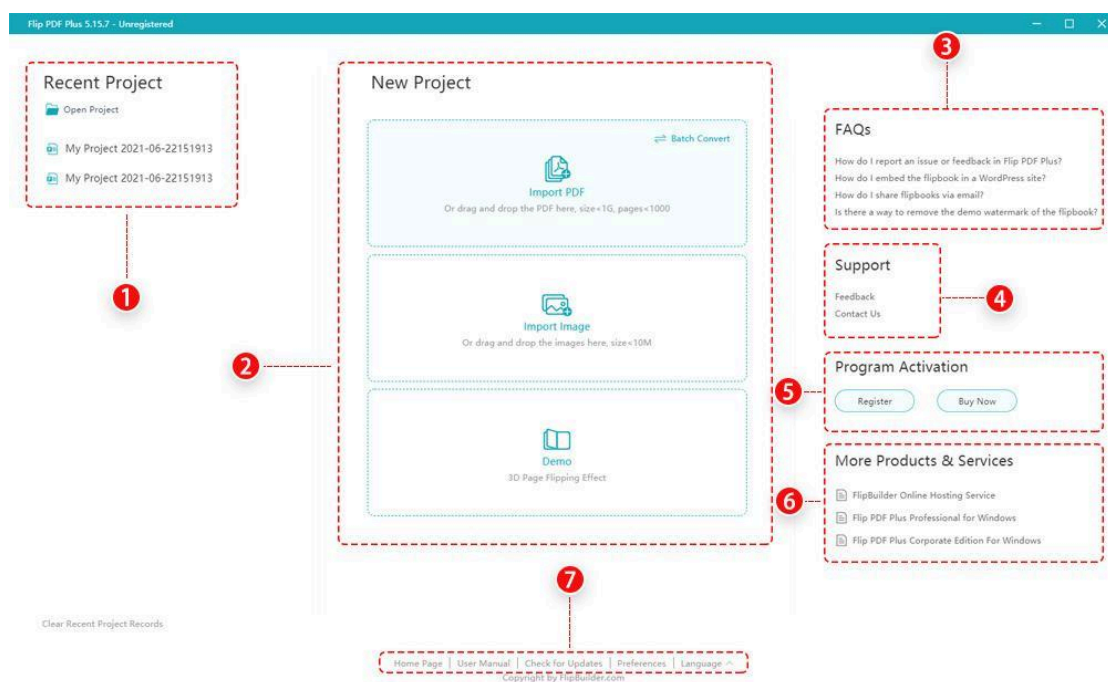 Flip PDF Plus 5.15.7 - Unregistered
Recent Project
Open Project
My Project 2021-06-22151913
My Project 2021-06-22151913
1
Clear Recent Project Records
2
New Project
Batch Convert
Import PDF
Or drag and drop the PDF here, size<1G, pages<1000
Import Image
Or drag and drop the images here, size<10M
Demo
3D Page Flipping Effect
3
FAQs
How do I report an issue or feedback in Flip PDF Plus?
How do I embed the flipbook in a WordPress site?
How do I share flipbooks via email?
Is there a way to remove the demo watermark of the flipbook?
Support
Feedback
Contact Us
4
5
Program Activation
Register Buy Now
6
More Products & Services
FlipBuilder Online Hosting Service
Flip PDF Plus Professional for Windows
Flip PDF Plus Corporate Edition For Windows
7
Home Page | User Manual | Check for Updates | Preferences | Language
Copyright by FlipBuilder.com